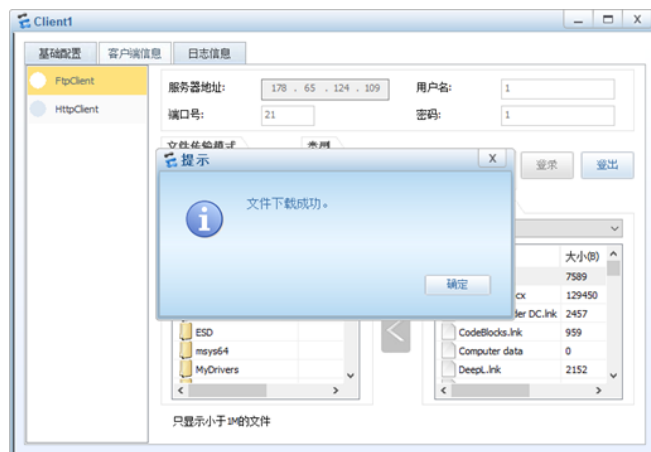 Client1
基础配置 客户端信息 日志信息
FtpClient
HttpClient
服务器地址: 178 . 65 . 124 . 109 用户名: 1
端口号: 21 密码: 1
文件传输模式 类型
提示 X
登录 登出
文件下载成功。
确定
大小(B)
7589
cx 129450
der DC.lnk 2457
ESD CodeBlocks.lnk 959
msys64 Computer data 0
MyDrivers DeepL.lnk 2152
只显示小于1M的文件